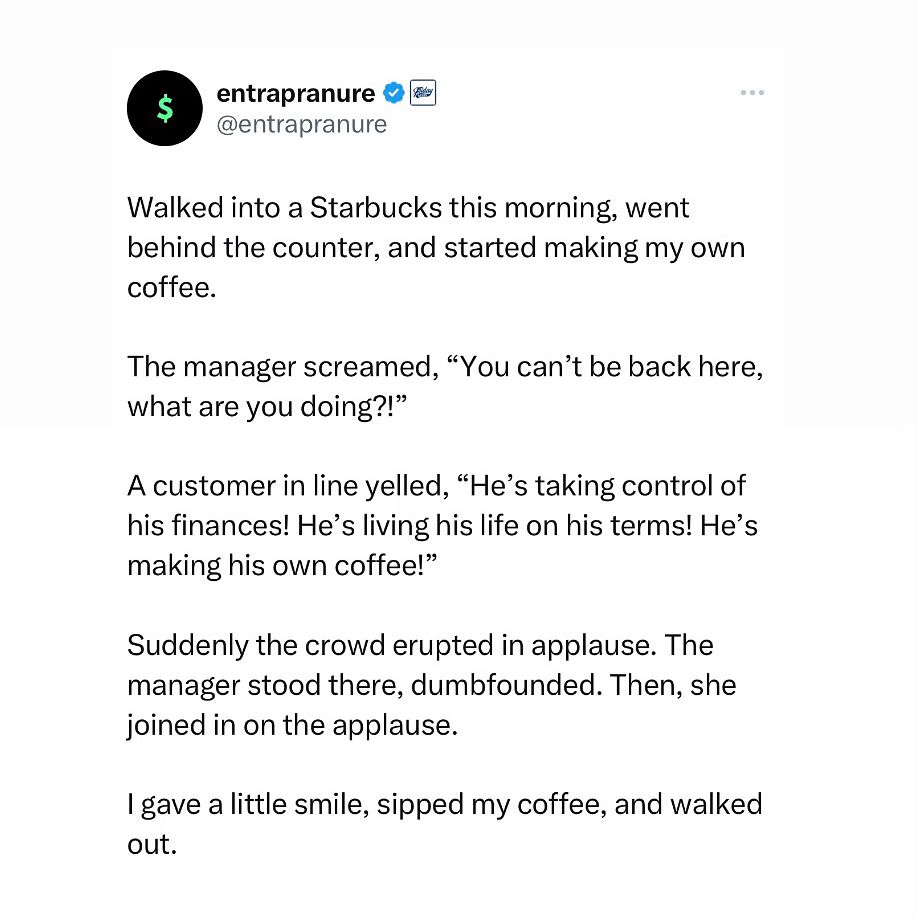 entrapranure
@entrapranure
Walked into a Starbucks this morning, went
behind the counter, and started making my own
coffee.
The manager screamed, “You can’t be back here,
what are you doing?!”
A customer in line yelled, “He’s taking control of
his finances! He’s living his life on his terms! He’s
making his own coffee!”
Suddenly the crowd erupted in applause. The
manager stood there, dumbfounded. Then, she
joined in on the applause.
I gave a little smile, sipped my coffee, and walked
out.